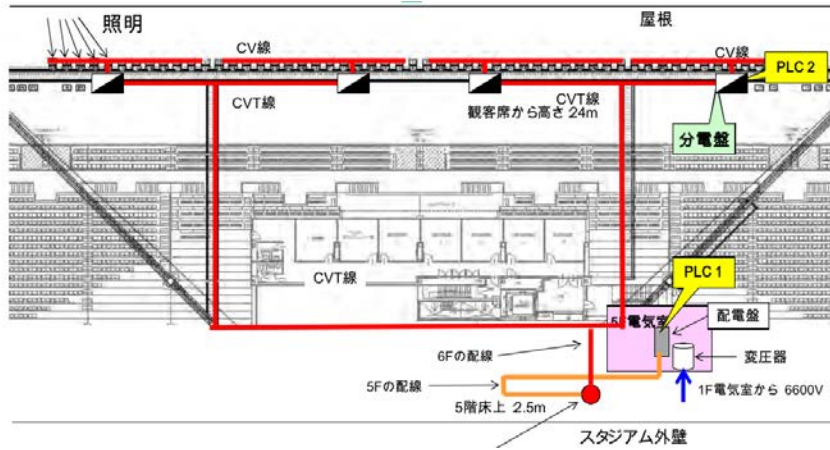 照明
屋根
CV線
CV線
PLC 2
CVT線
CVT線
観客席から高さ 24m
分電盤
CVT線
PLC 1
5F電気室
配電盤
6Fの配線
変圧器
5Fの配線
1F電気室から 6600V
5階床上 2.5m
スタジアム外壁